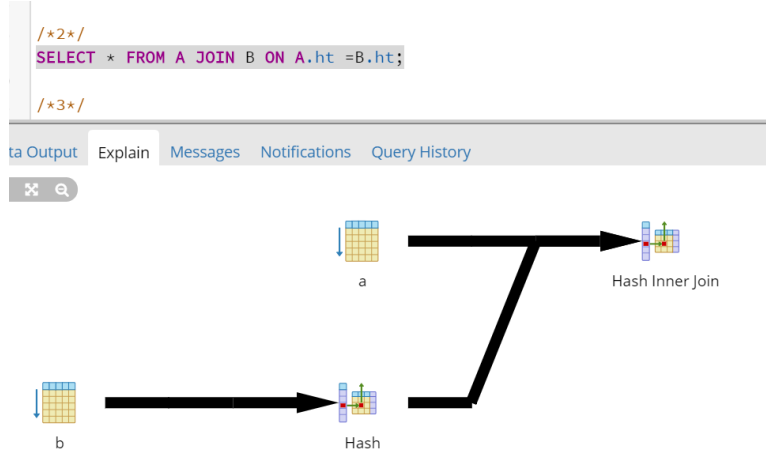 /*2*/
SELECT * FROM A JOIN B ON A.ht =B.ht;
/*3*/
ta Output Explain Messages Notifications Query History
a
Hash Inner Join
b
Hash